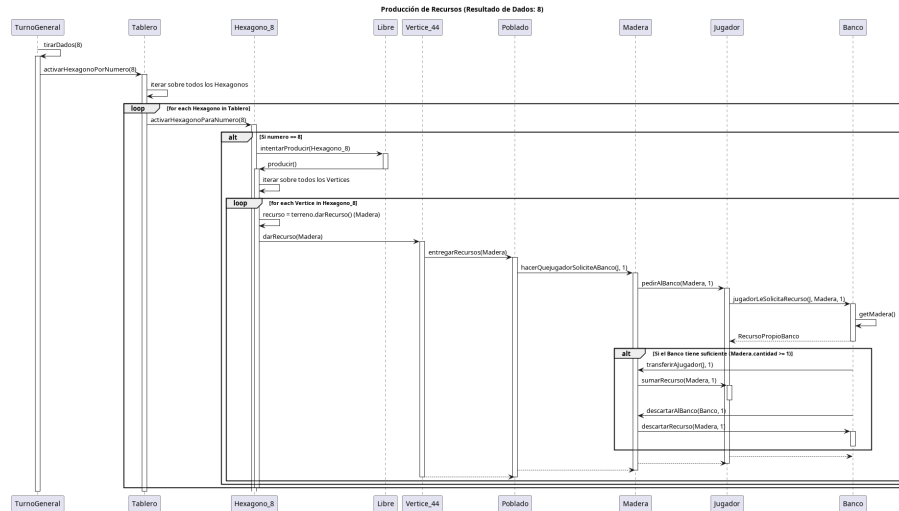 Producción de Recursos (Resultado de Dados: 8)
TurnoGeneral Tablero Hexagono_8 Libre Vertice_44 Poblado Madera Jugador Banco
tirarDados(8)
activarHexagonoPorNumero(8)
iterar sobre todos los Hexagonos
loop [for each Hexagono in Tablero]
activarHexagonoParaNumero(8)
alt [Si numero == 8]
intentarProducir(Hexagono_8)
producir()
iterar sobre todos los Vertices
loop [for each Vertice in Hexagono_8]
recurso = terreno.darRecurso() (Madera)
darRecurso(Madera)
entregarRecursos(Madera)
hacerQuejugadorSoliciteABanco(J, 1)
pedirAlBanco(Madera, 1)
jugadorLeSolicitaRecurso(J, Madera, 1)
getMadera()
RecursoPropioBanco
alt [Si el Banco tiene suficiente (Madera.cantidad >= 1)]
transferirAJugador(J, 1)
sumarRecurso(Madera, 1)
descartarAlBanco(Banco, 1)
descartarRecurso(Madera, 1)
TurnoGeneral Tablero Hexagono_8 Libre Vertice_44 Poblado Madera Jugador Banco